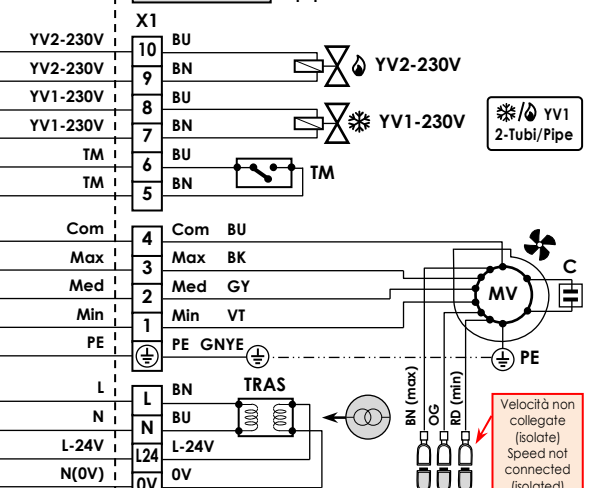 X1
YV2-230V 10 BU
YV2-230V 9 BN
YV2-230V
YV1-230V 8 BU
YV1-230V 7 BN
YV1-230V
/ YV1
2-Tubi/Pipe
TM 6 BU
TM 5 BN
TM
Com 4 Com BU
Max 3 Max BK
Med 2 Med GY
Min 1 Min VT
PE PE GNYE
MV
C
PE
L L BN
TRAS
N N BU
L-24V L24 L-24V
N(0V) 0V 0V
BN (max)
OG
RD (min)
Velocità non
collegate
(isolate)
Speed not
connected
(isolated)